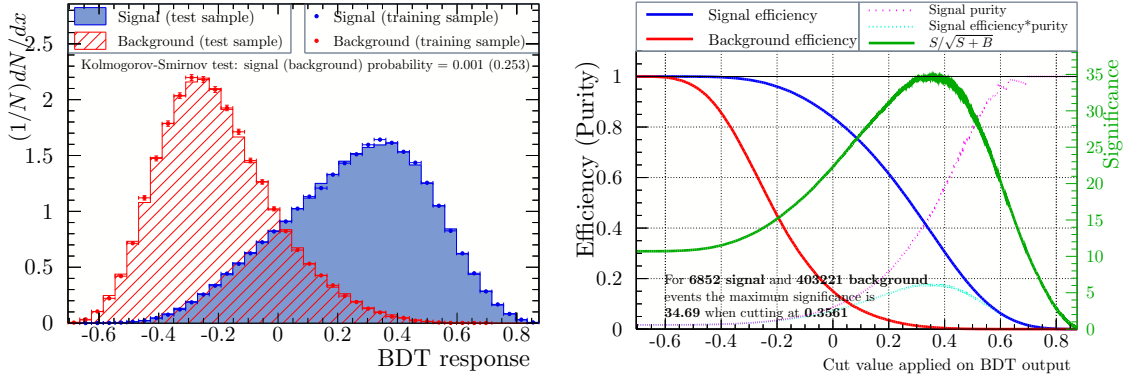 Signal (test sample)
Background (test sample)
Signal (training sample)
Background (training sample)
Kolmogorov-Smirnov test: signal (background) probability = 0.001 (0.253)
(1/N) dN/dx
2.5
2
1.5
1
0.5
0
-0.6
-0.4
-0.2
0
0.2
0.4
0.6
0.8
BDT response
Signal efficiency
Background efficiency
Signal purity
Signal efficiency*purity
S/√S + B
Efficiency (Purity)
1
0.8
0.6
0.4
0.2
0
For 6852 signal and 403221 background
events the maximum significance is
34.69 when cutting at 0.3561
-0.6
-0.4
-0.2
0
0.2
0.4
0.6
0.8
Cut value applied on BDT output
35
30
25
20
15
10
5
0
Significance